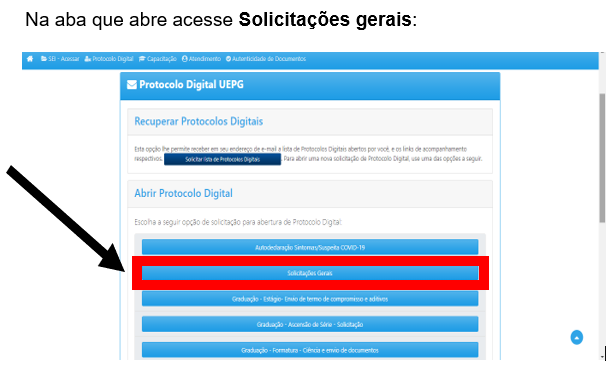 Na aba que abre acesse Solicitações gerais:
SEI - Acessar Protocolo Digital Capacitação Atendimento Autenticidade de Documentos
Protocolo Digital UEPG
Recuperar Protocolos Digitais
Esta opção lhe permite receber em seu endereço de e-mail a lista de Protocolos Digitais abertos por você, e os links de acompanhamento
respectivos. Solicitar lista de Protocolos Digitais . Para abrir uma nova solicitação de Protocolo Digital, use uma das opções a seguir.
Abrir Protocolo Digital
Escolha a seguir opção de solicitação para abertura de Protocolo Digital:
Autodeclaração Sintomas/Suspeita COVID-19
Solicitações Gerais
Graduação - Estágio- Envio de termo de compromisso e aditivos
Graduação - Ascensão de Série - Solicitação
Graduação - Formatura - Ciência e envio de documentos